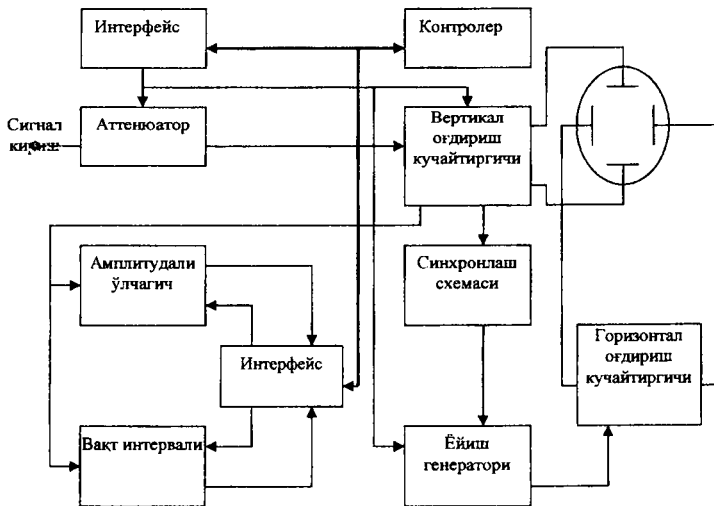 Интерфейс
Контролер
Сигнал
кириш
Аттенюатор
Вертикал
оғдириш
кучайтиргичи
Амплитудали
ўлчагич
Синхронлаш
схемаси
Интерфейс
Горизонтал
оғдириш
кучайтиргичи
Вақт интервали
Ёйиш
генератори